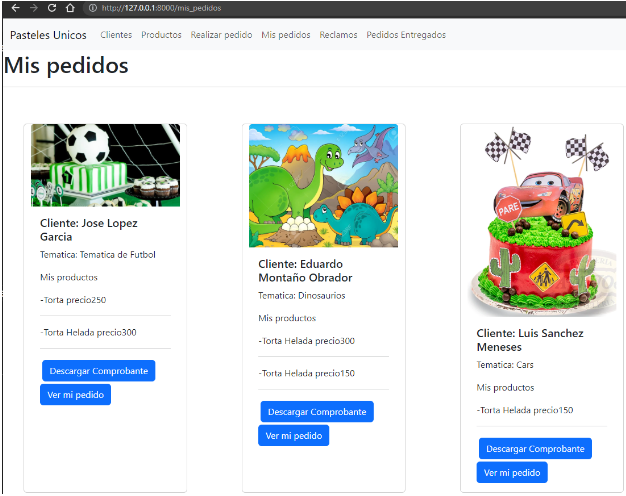 http://127.0.0.1:8000/mis_pedidos
Pasteles Unicos Clientes Productos Realizar pedido Mis pedidos Reclamos Pedidos Entregados
Mis pedidos
Cliente: Jose Lopez
Garcia
Tematica: Tematica de Futbol
Mis productos
-Torta precio250
-Torta Helada precio300
Descargar Comprobante
Ver mi pedido
Cliente: Eduardo
Montaño Obrador
Tematica: Dinosaurios
Mis productos
-Torta Helada precio300
-Torta Helada precio150
Descargar Comprobante
Ver mi pedido
PARE
Cliente: Luis Sanchez
Meneses
Tematica: Cars
Mis productos
-Torta Helada precio150
Descargar Comprobante
Ver mi pedido